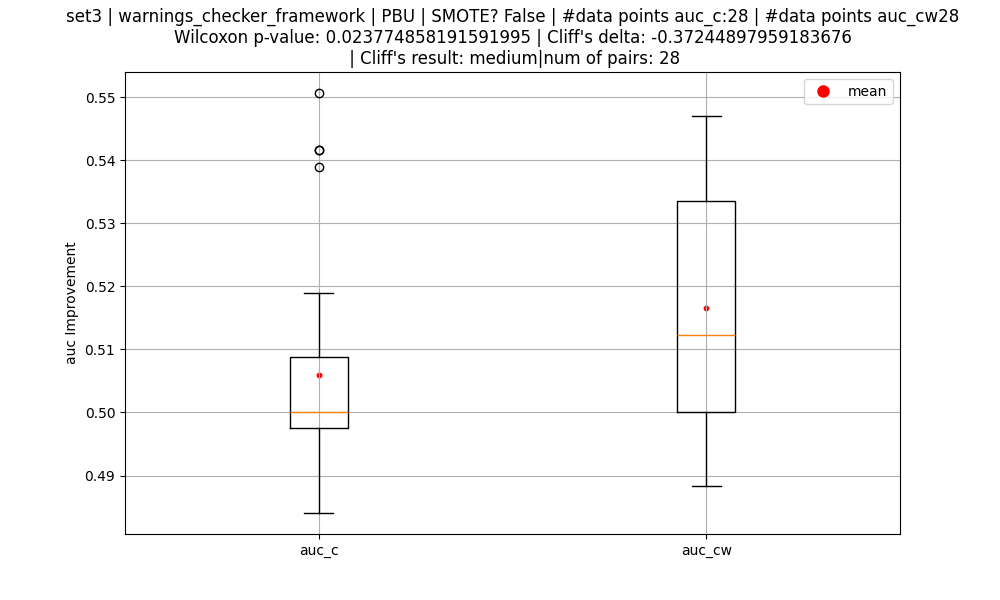 set3 | warnings_checker_framework | PBU | SMOTE? False | #data points auc_c:28 | #data points auc_cw28
Wilcoxon p-value: 0.023774858191591995 | Cliff's delta: -0.37244897959183676
| Cliff's result: medium|num of pairs: 28
mean
0.55
0.54
0.53
0.52
0.51
0.50
0.49
auc Improvement
auc_c
auc_cw